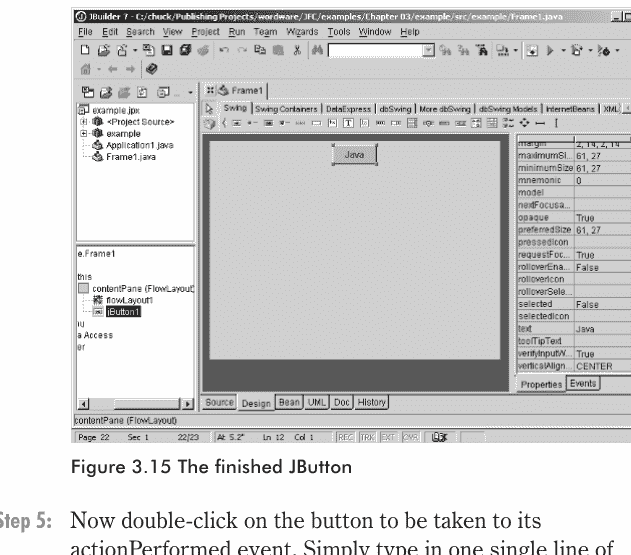 JBuilder 7 - C:/chuck/Publishing Projects/wordware/JFC/examples/Chapter 03/example/src/example/Frame1.java
File Edit Search View Project Run Team Wizards Tools Window Help
Frame1
example.jpx
<Project Source>
example
Application1.java
Frame1.java
Swing Swing Containers DataExpress dbSwing More dbSwing dbSwing Models InternetBeans XML
Java
margin 2, 14, 2, 14
maximumSi... 61, 27
minimumSize 61, 27
mnemonic 0
model
nextFocusa...
opaque True
preferredSize 61, 27
pressedIcon
requestFoc... True
rolloverEna... False
rolloverIcon
rolloverSele...
selected False
selectedIcon
text Java
toolTipText
verifyInputW... True
verticalAlign... CENTER
Properties Events
e.Frame1
this
contentPane (FlowLayout)
flowLayout1
jButton1
nu
a Access
er
Source Design Bean UML Doc History
contentPane (FlowLayout)
Page 22 Sec 1 22/23 At 5.2" Ln 12 Col 1 REC TRK EXT OVR
Figure 3.15 The finished JButton
Step 5: Now double-click on the button to be taken to its
actionPerformed event. Simply type in one single line of